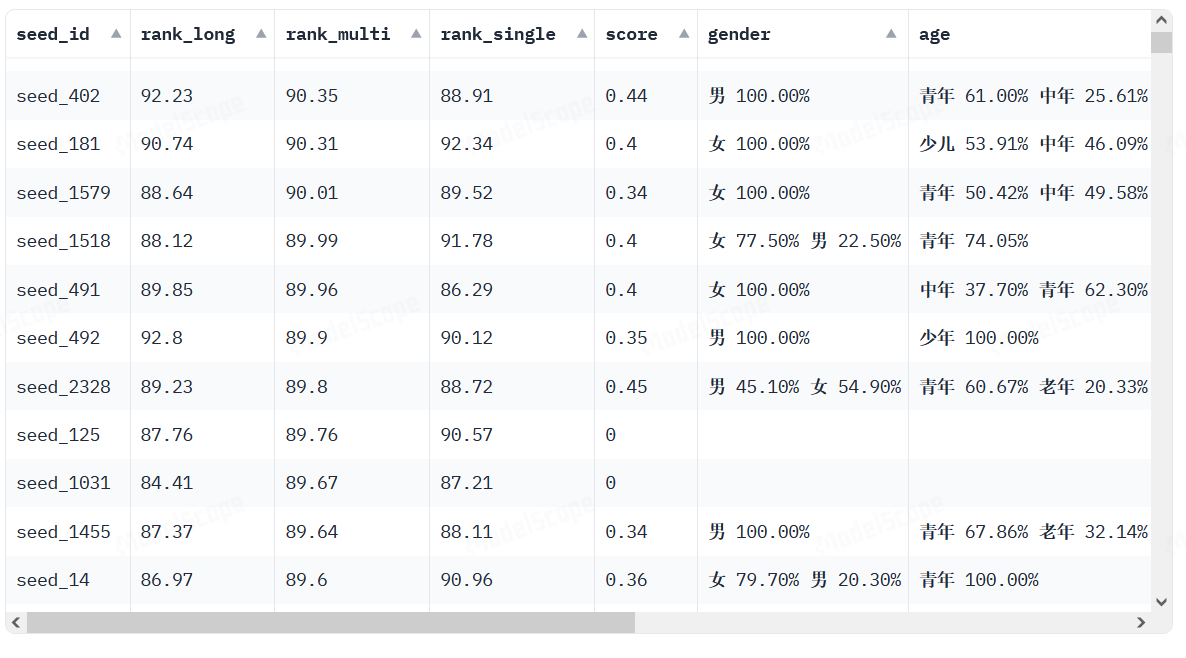 seed_id rank_long rank_multi rank_single score gender age
seed_402 92.23 90.35 88.91 0.44 男 100.00% 青年 61.00% 中年 25.61%
seed_181 90.74 90.31 92.34 0.4 女 100.00% 少儿 53.91% 中年 46.09%
seed_1579 88.64 90.01 89.52 0.34 女 100.00% 青年 50.42% 中年 49.58%
seed_1518 88.12 89.99 91.78 0.4 女 77.50% 男 22.50% 青年 74.05%
seed_491 89.85 89.96 86.29 0.4 女 100.00% 中年 37.70% 青年 62.30%
seed_492 92.8 89.9 90.12 0.35 男 100.00% 少年 100.00%
seed_2328 89.23 89.8 88.72 0.45 男 45.10% 女 54.90% 青年 60.67% 老年 20.33%
seed_125 87.76 89.76 90.57 0
seed_1031 84.41 89.67 87.21 0
seed_1455 87.37 89.64 88.11 0.34 男 100.00% 青年 67.86% 老年 32.14%
seed_14 86.97 89.6 90.96 0.36 女 79.70% 男 20.30% 青年 100.00%
ModelScope